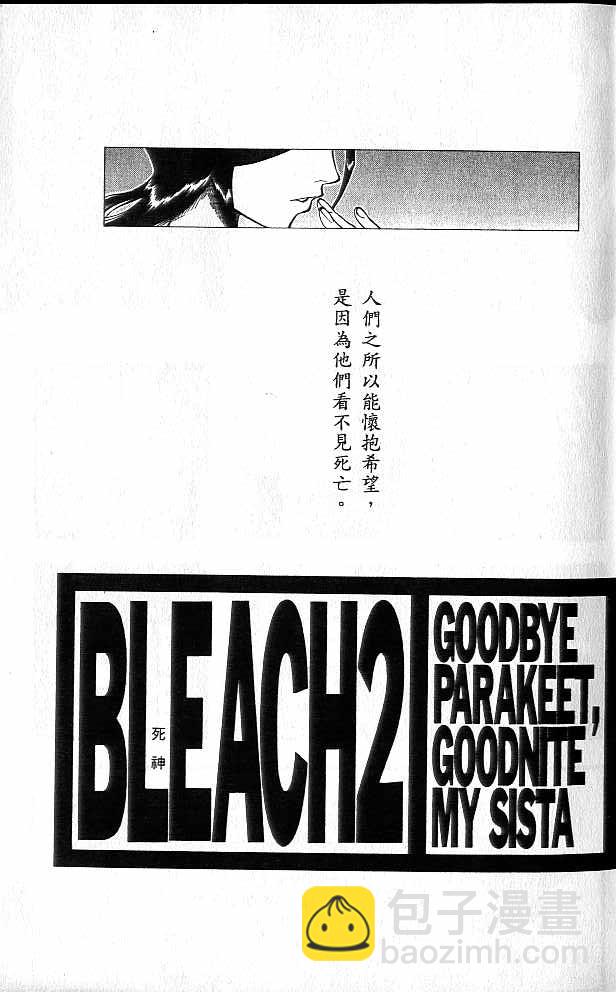 人們之所以能懷抱希望，
是因為他們看不見死亡。
BLEACH2
死神
GOODBYE
PARAKEET,
GOODNITE
MY SISTA
包子漫畫
baozimh.com